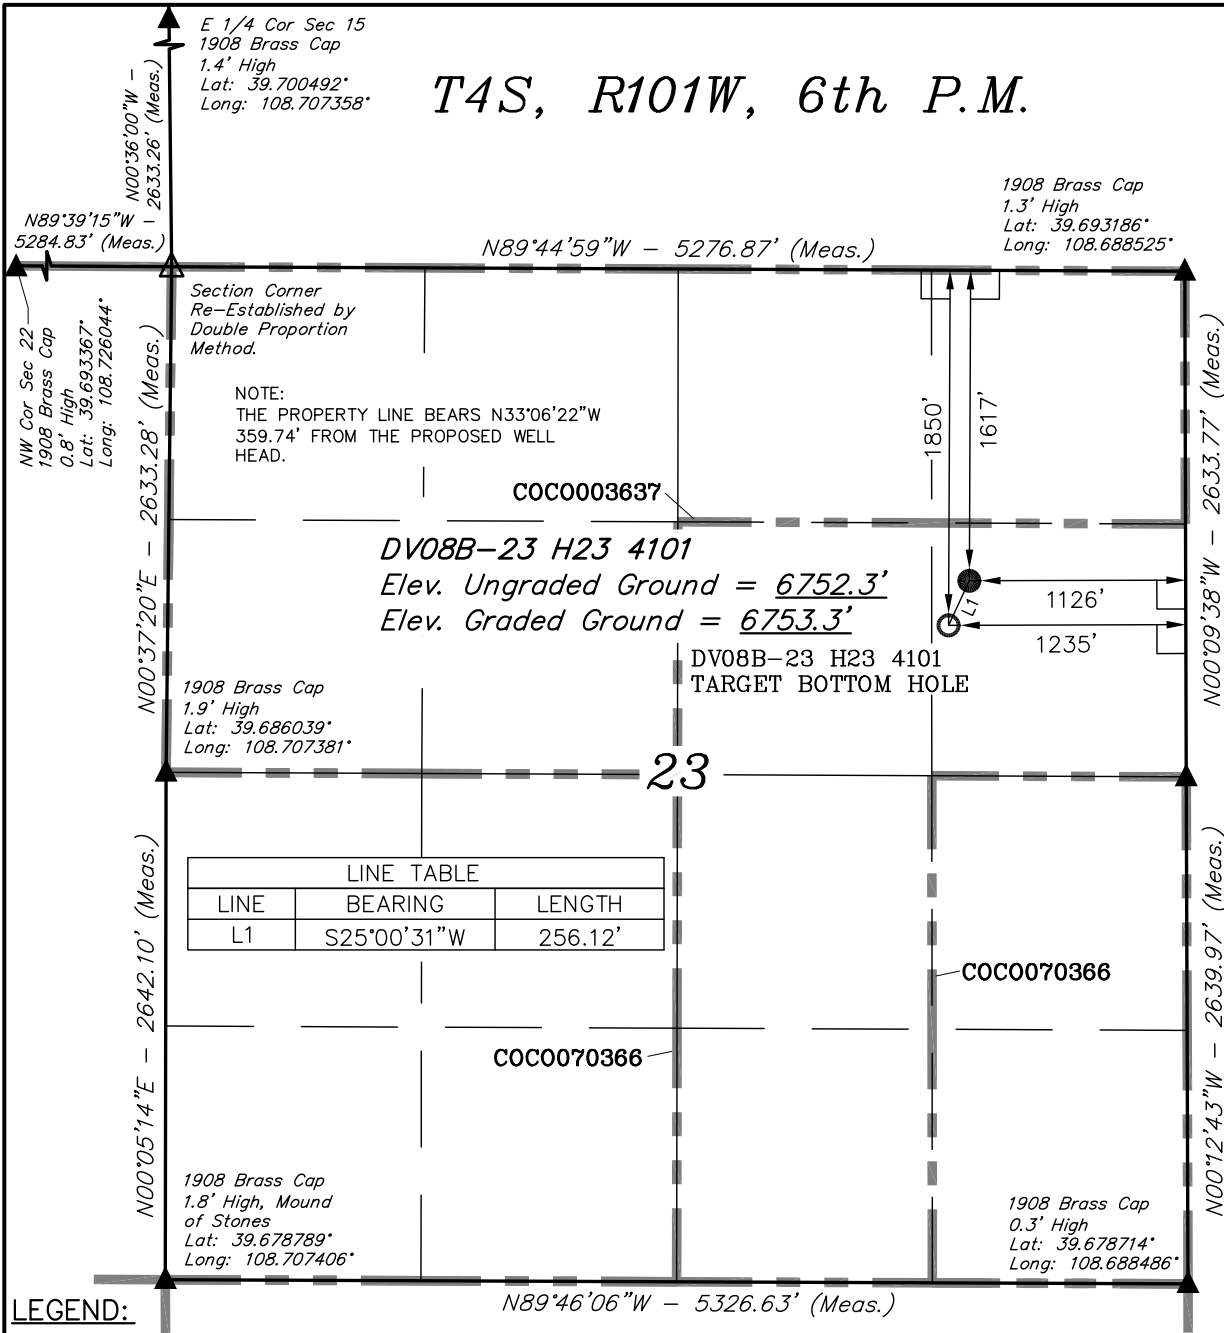 E 1/4 Cor Sec 15
1908 Brass Cap
1.4' High
Lat: 39.700492°
Long: 108.707358°
T4S, R101W, 6th P.M.
N00°36'00"W -
2633.26' (Meas.)
N89°39'15"W -
5284.83' (Meas.)
N89°44'59"W - 5276.87' (Meas.)
1908 Brass Cap
1.3' High
Lat: 39.693186°
Long: 108.688525°
Section Corner
Re-Established by
Double Proportion
Method.
NW Cor Sec 22
1908 Brass Cap
0.8' High
Lat: 39.693367°
Long: 108.726044°
N00°37'20"E - 2633.28' (Meas.)
NOTE:
THE PROPERTY LINE BEARS N33°06'22"W
359.74' FROM THE PROPOSED WELL
HEAD.
1850'
1617'
N00°09'38"W - 2633.77' (Meas.)
COC0003637
DV08B-23 H23 4101
Elev. Ungraded Ground = 6752.3'
Elev. Graded Ground = 6753.3'
L1
1126'
1235'
DV08B-23 H23 4101
TARGET BOTTOM HOLE
1908 Brass Cap
1.9' High
Lat: 39.686039°
Long: 108.707381°
23
LINE TABLE
LINE BEARING LENGTH
L1 S25°00'31"W 256.12'
N00°05'14"E - 2642.10' (Meas.)
COC0070366
COC0070366
N00°12'43"W - 2639.97' (Meas.)
1908 Brass Cap
1.8' High, Mound
of Stones
Lat: 39.678789°
Long: 108.707406°
1908 Brass Cap
0.3' High
Lat: 39.678714°
Long: 108.688486°
N89°46'06"W - 5326.63' (Meas.)
LEGEND: